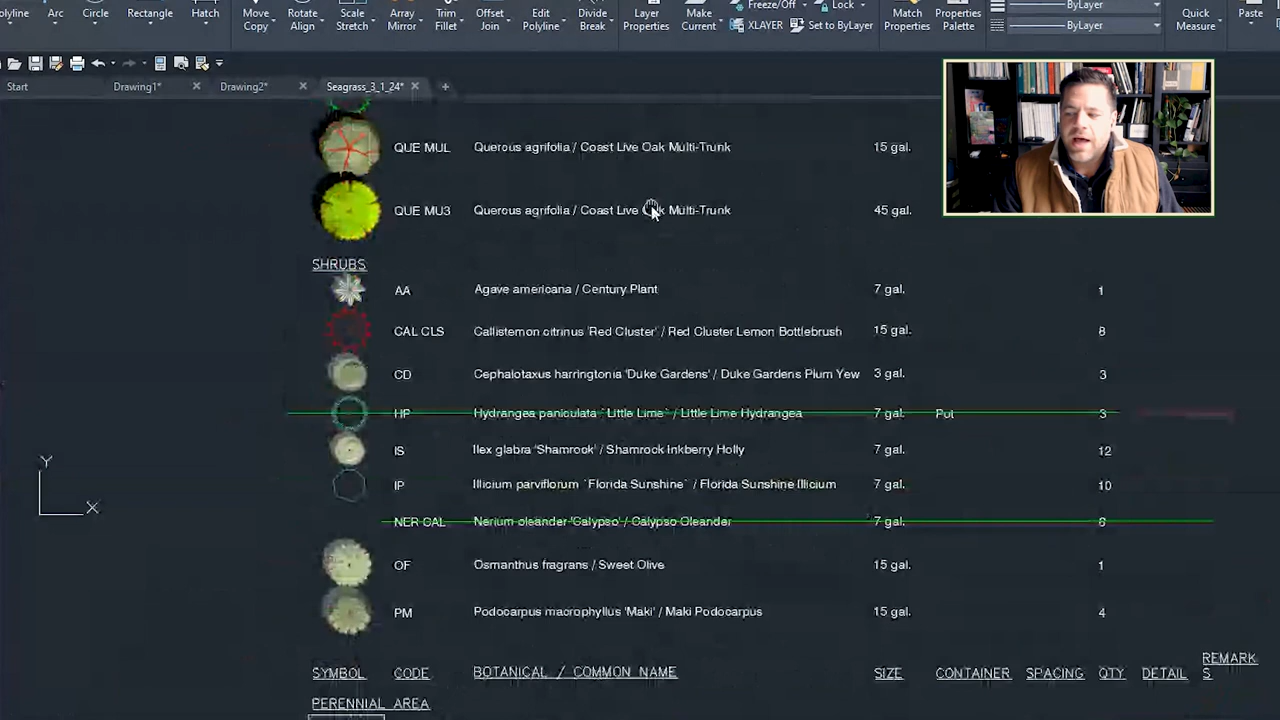 olyline Arc Circle Rectangle Hatch Move Rotate Scale Array Trim Offset Edit Divide Layer Make Freeze/Off Lock Match Properties ByLayer Quick Paste
Copy Align Stretch Mirror Fillet Join Polyline Break Properties Current XLAYER Set to ByLayer Properties Palette ByLayer Measure
Start Drawing1* Drawing2* Seagrass_3_1_24*
QUE MUL Quercus agrifolia / Coast Live Oak Multi-Trunk 15 gal.
QUE MU3 Quercus agrifolia / Coast Live Oak Multi-Trunk 45 gal.
SHRUBS
AA Agave americana / Century Plant 7 gal. 1
CAL CLS Callistemon citrinus 'Red Cluster' / Red Cluster Lemon Bottlebrush 15 gal. 8
CD Cephalotaxus harringtonia 'Duke Gardens' / Duke Gardens Plum Yew 3 gal. 3
HP Hydrangea paniculata `Little Lime` / Little Lime Hydrangea 7 gal. Pot 3
IS Ilex glabra 'Shamrock' / Shamrock Inkberry Holly 7 gal. 12
IP Illicium parviflorum `Florida Sunshine` / Florida Sunshine Illicium 7 gal. 10
NER CAL Nerium oleander 'Calypso' / Calypso Oleander 7 gal. 6
OF Osmanthus fragrans / Sweet Olive 15 gal. 1
PM Podocarpus macrophyllus 'Maki' / Maki Podocarpus 15 gal. 4
SYMBOL CODE BOTANICAL / COMMON NAME SIZE CONTAINER SPACING QTY DETAIL REMARK
S
PERENNIAL AREA
Y
X